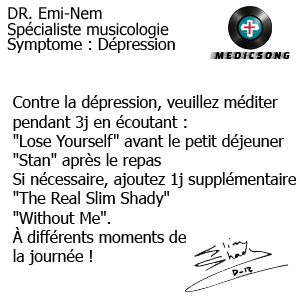 DR. Emi-Nem
Spécialiste musicologie
Symptome : Dépression
MEDICSONG
Contre la dépression, veuillez méditer
pendant 3j en écoutant :
"Lose Yourself" avant le petit déjeuner
"Stan" après le repas
Si nécessaire, ajoutez 1j supplémentaire
"The Real Slim Shady"
"Without Me".
À différents moments de
la journée !
Slim
Shady
D-12